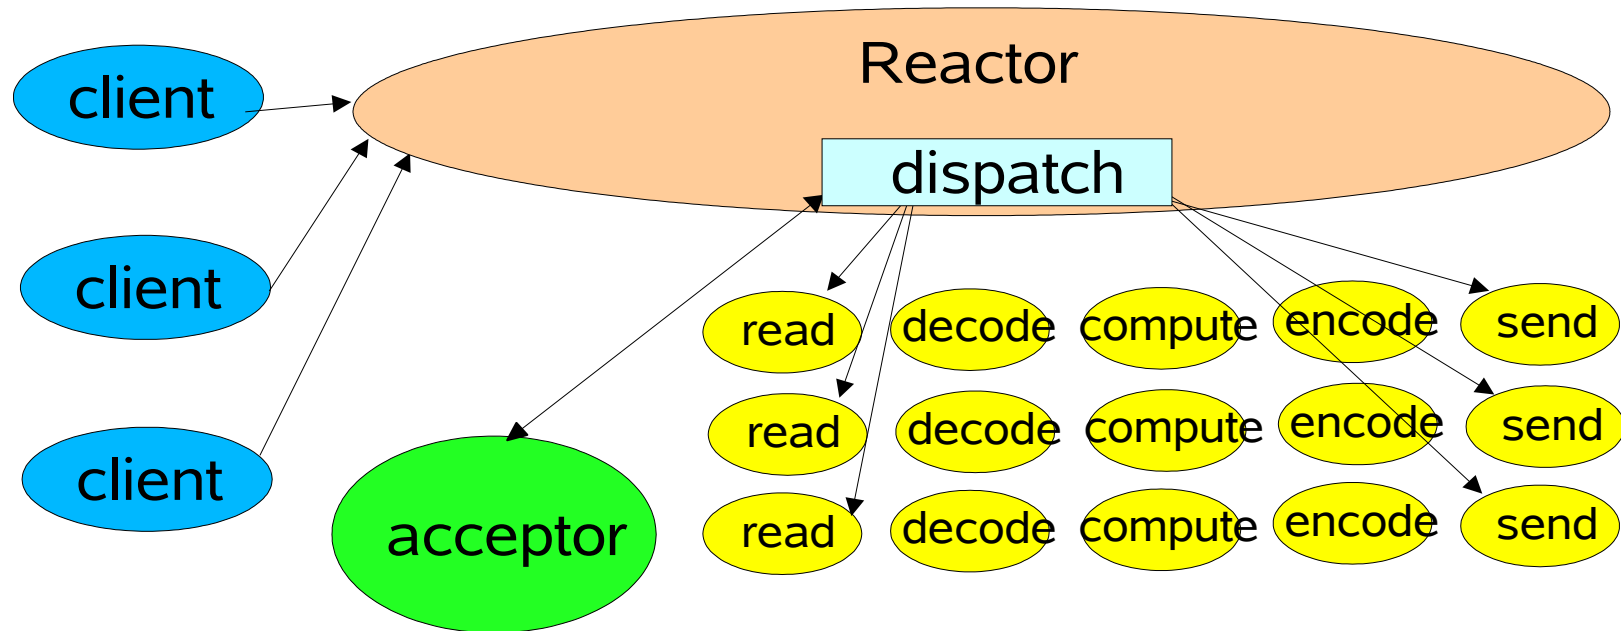 Reactor
client
dispatch
client
client
acceptor
read decode compute encode send
read decode compute encode send
read decode compute encode send